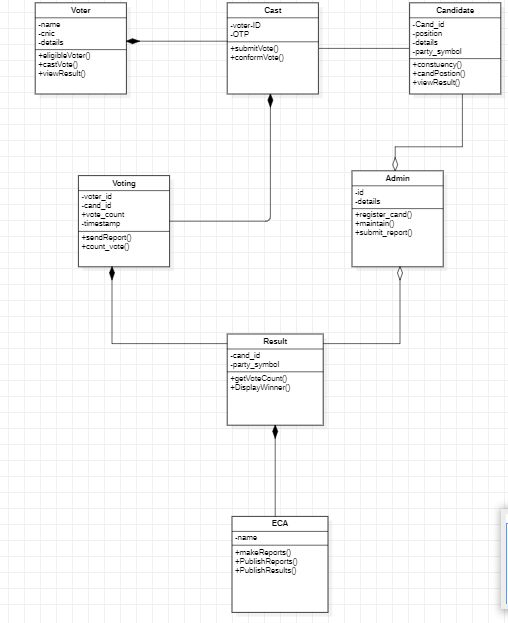 Voter
-name
-cnic
-details
+eligibleVoter()
+castVote()
+viewResult()
Cast
-voter-ID
-OTP
+submitVote()
+conformVote()
Candidate
-Cand_id
-position
-details
-party_symbol
+constuency()
+candPostion()
+viewResult()
Voting
-voter_id
-cand_id
+vote_count
-timestamp
+sendReport()
+count_vote()
Admin
-id
-details
+register_cand()
+maintain()
+submit_report()
Result
-cand_id
-party_symbol
+getVoteCount()
+DisplayWinner()
ECA
-name
+makeReports()
+PublishReports()
+PublishResults()